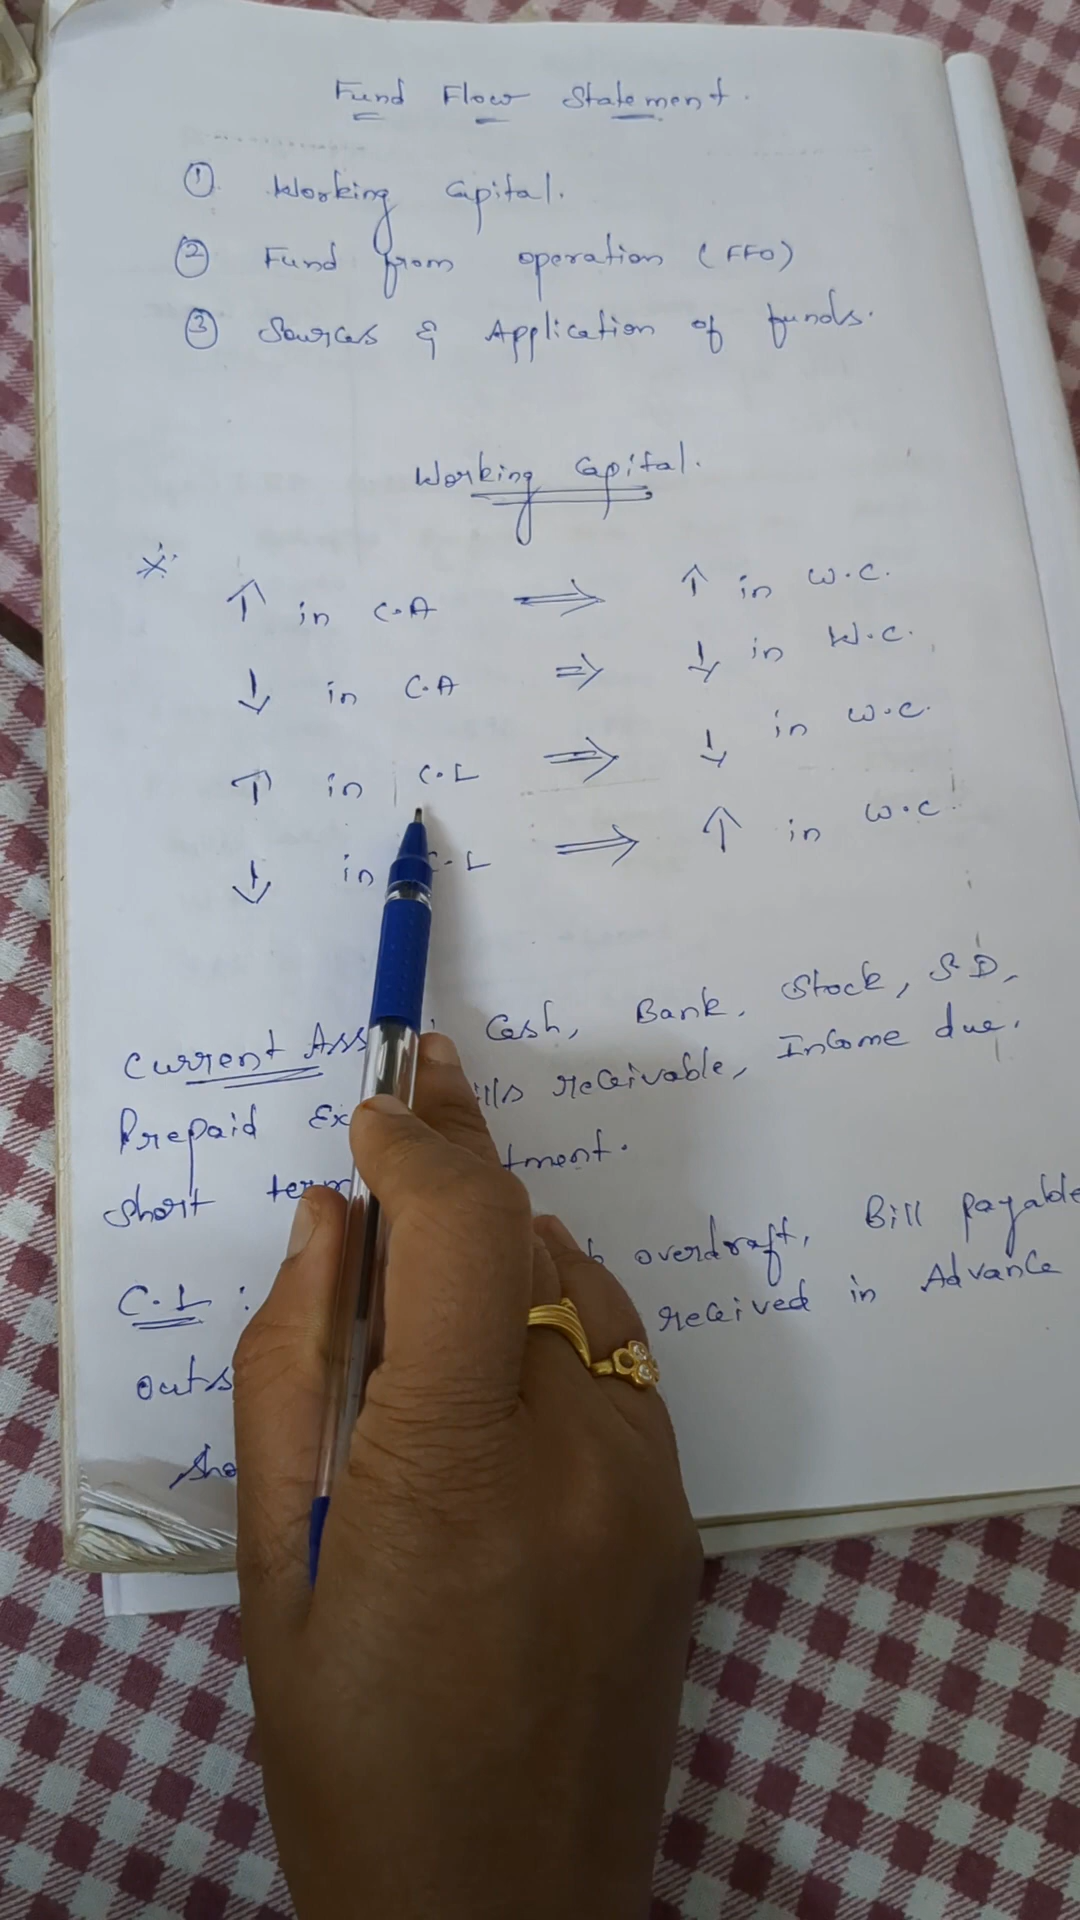 Fund Flow Statement.
① Working Capital.
② Fund from operation (FFO)
③ Sources & Application of funds.
Working Capital.
↑ in C.A ⇒ ↑ in W.C.
↓ in C.A ⇒ ↓ in W.C.
↑ in C.L ⇒ ↓ in W.C.
↓ in C.L ⇒ ↑ in W.C.
Current Cash, Bank, Stock, S.D,
Prepaid receivable, Income due,
Short term
C.L : overdraft, Bill payable
received in Advance